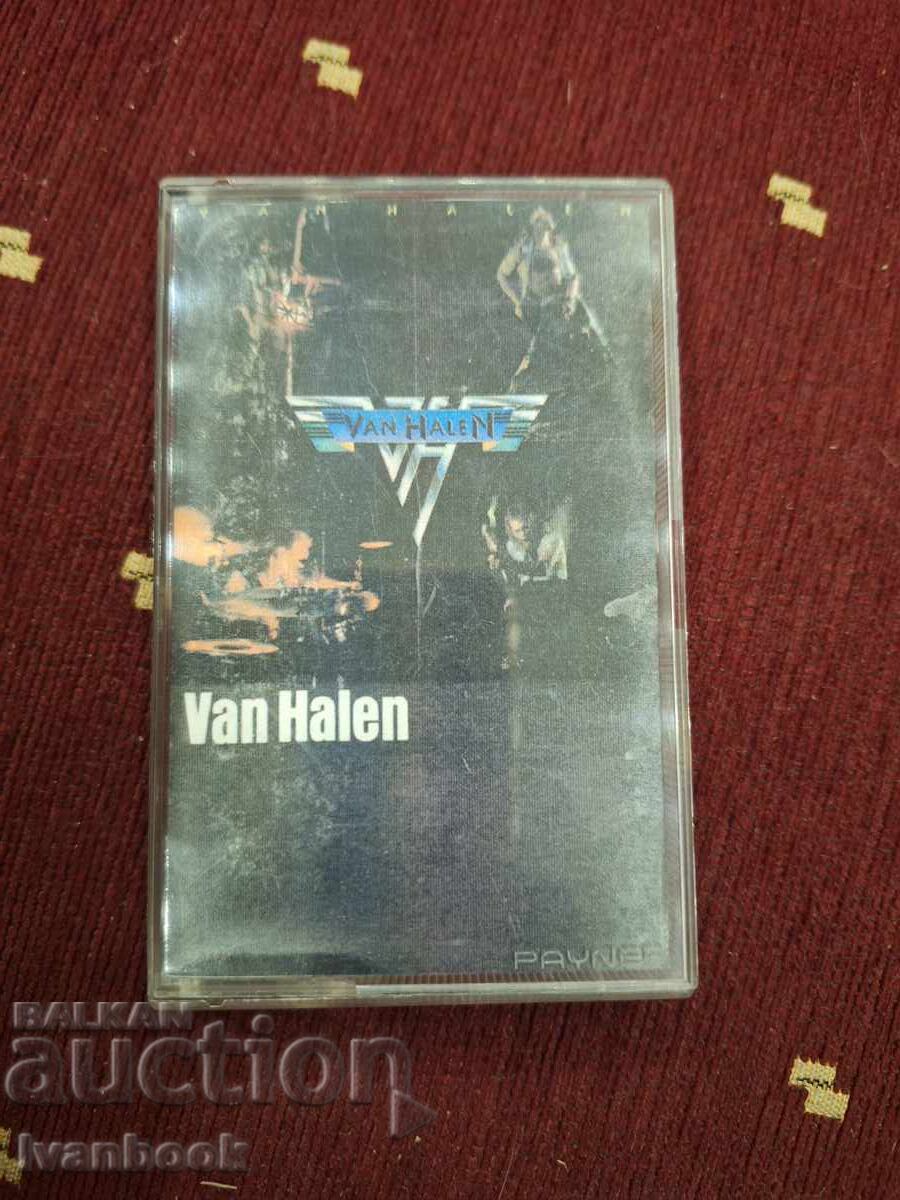 VAN HALEN
VAN HALEN
Van Halen
PAYNER
BALKAN
auction
Ivanbook